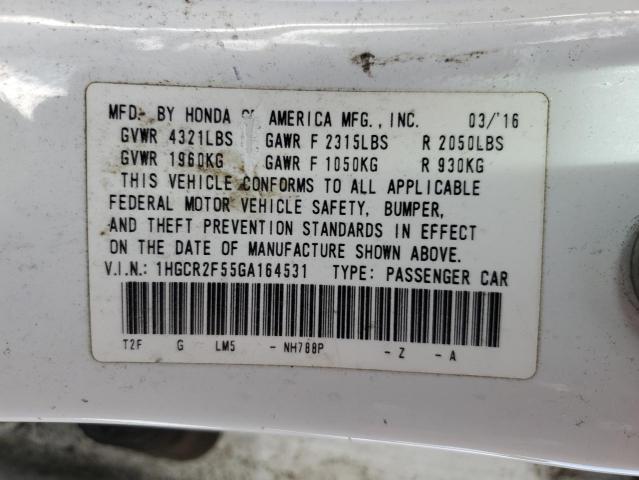 MFD. BY HONDA OF AMERICA MFG., INC. 03/'16
GVWR 4321LBS GAWR F 2315LBS R 2050LBS
GVWR 1960KG GAWR F 1050KG R 930KG
THIS VEHICLE CONFORMS TO ALL APPLICABLE
FEDERAL MOTOR VEHICLE SAFETY, BUMPER,
AND THEFT PREVENTION STANDARDS IN EFFECT
ON THE DATE OF MANUFACTURE SHOWN ABOVE.
V.I.N.: 1HGCR2F55GA164531 TYPE: PASSENGER CAR
T2F G LM5 - NH788P - Z - A